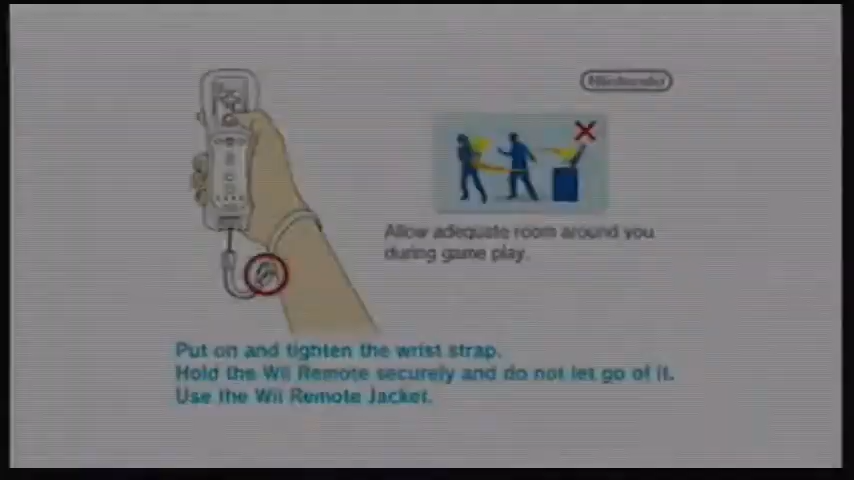 Nintendo
Allow adequate room around you
during game play.
Put on and tighten the wrist strap.
Hold the Wii Remote securely and do not let go of it.
Use the Wii Remote Jacket.